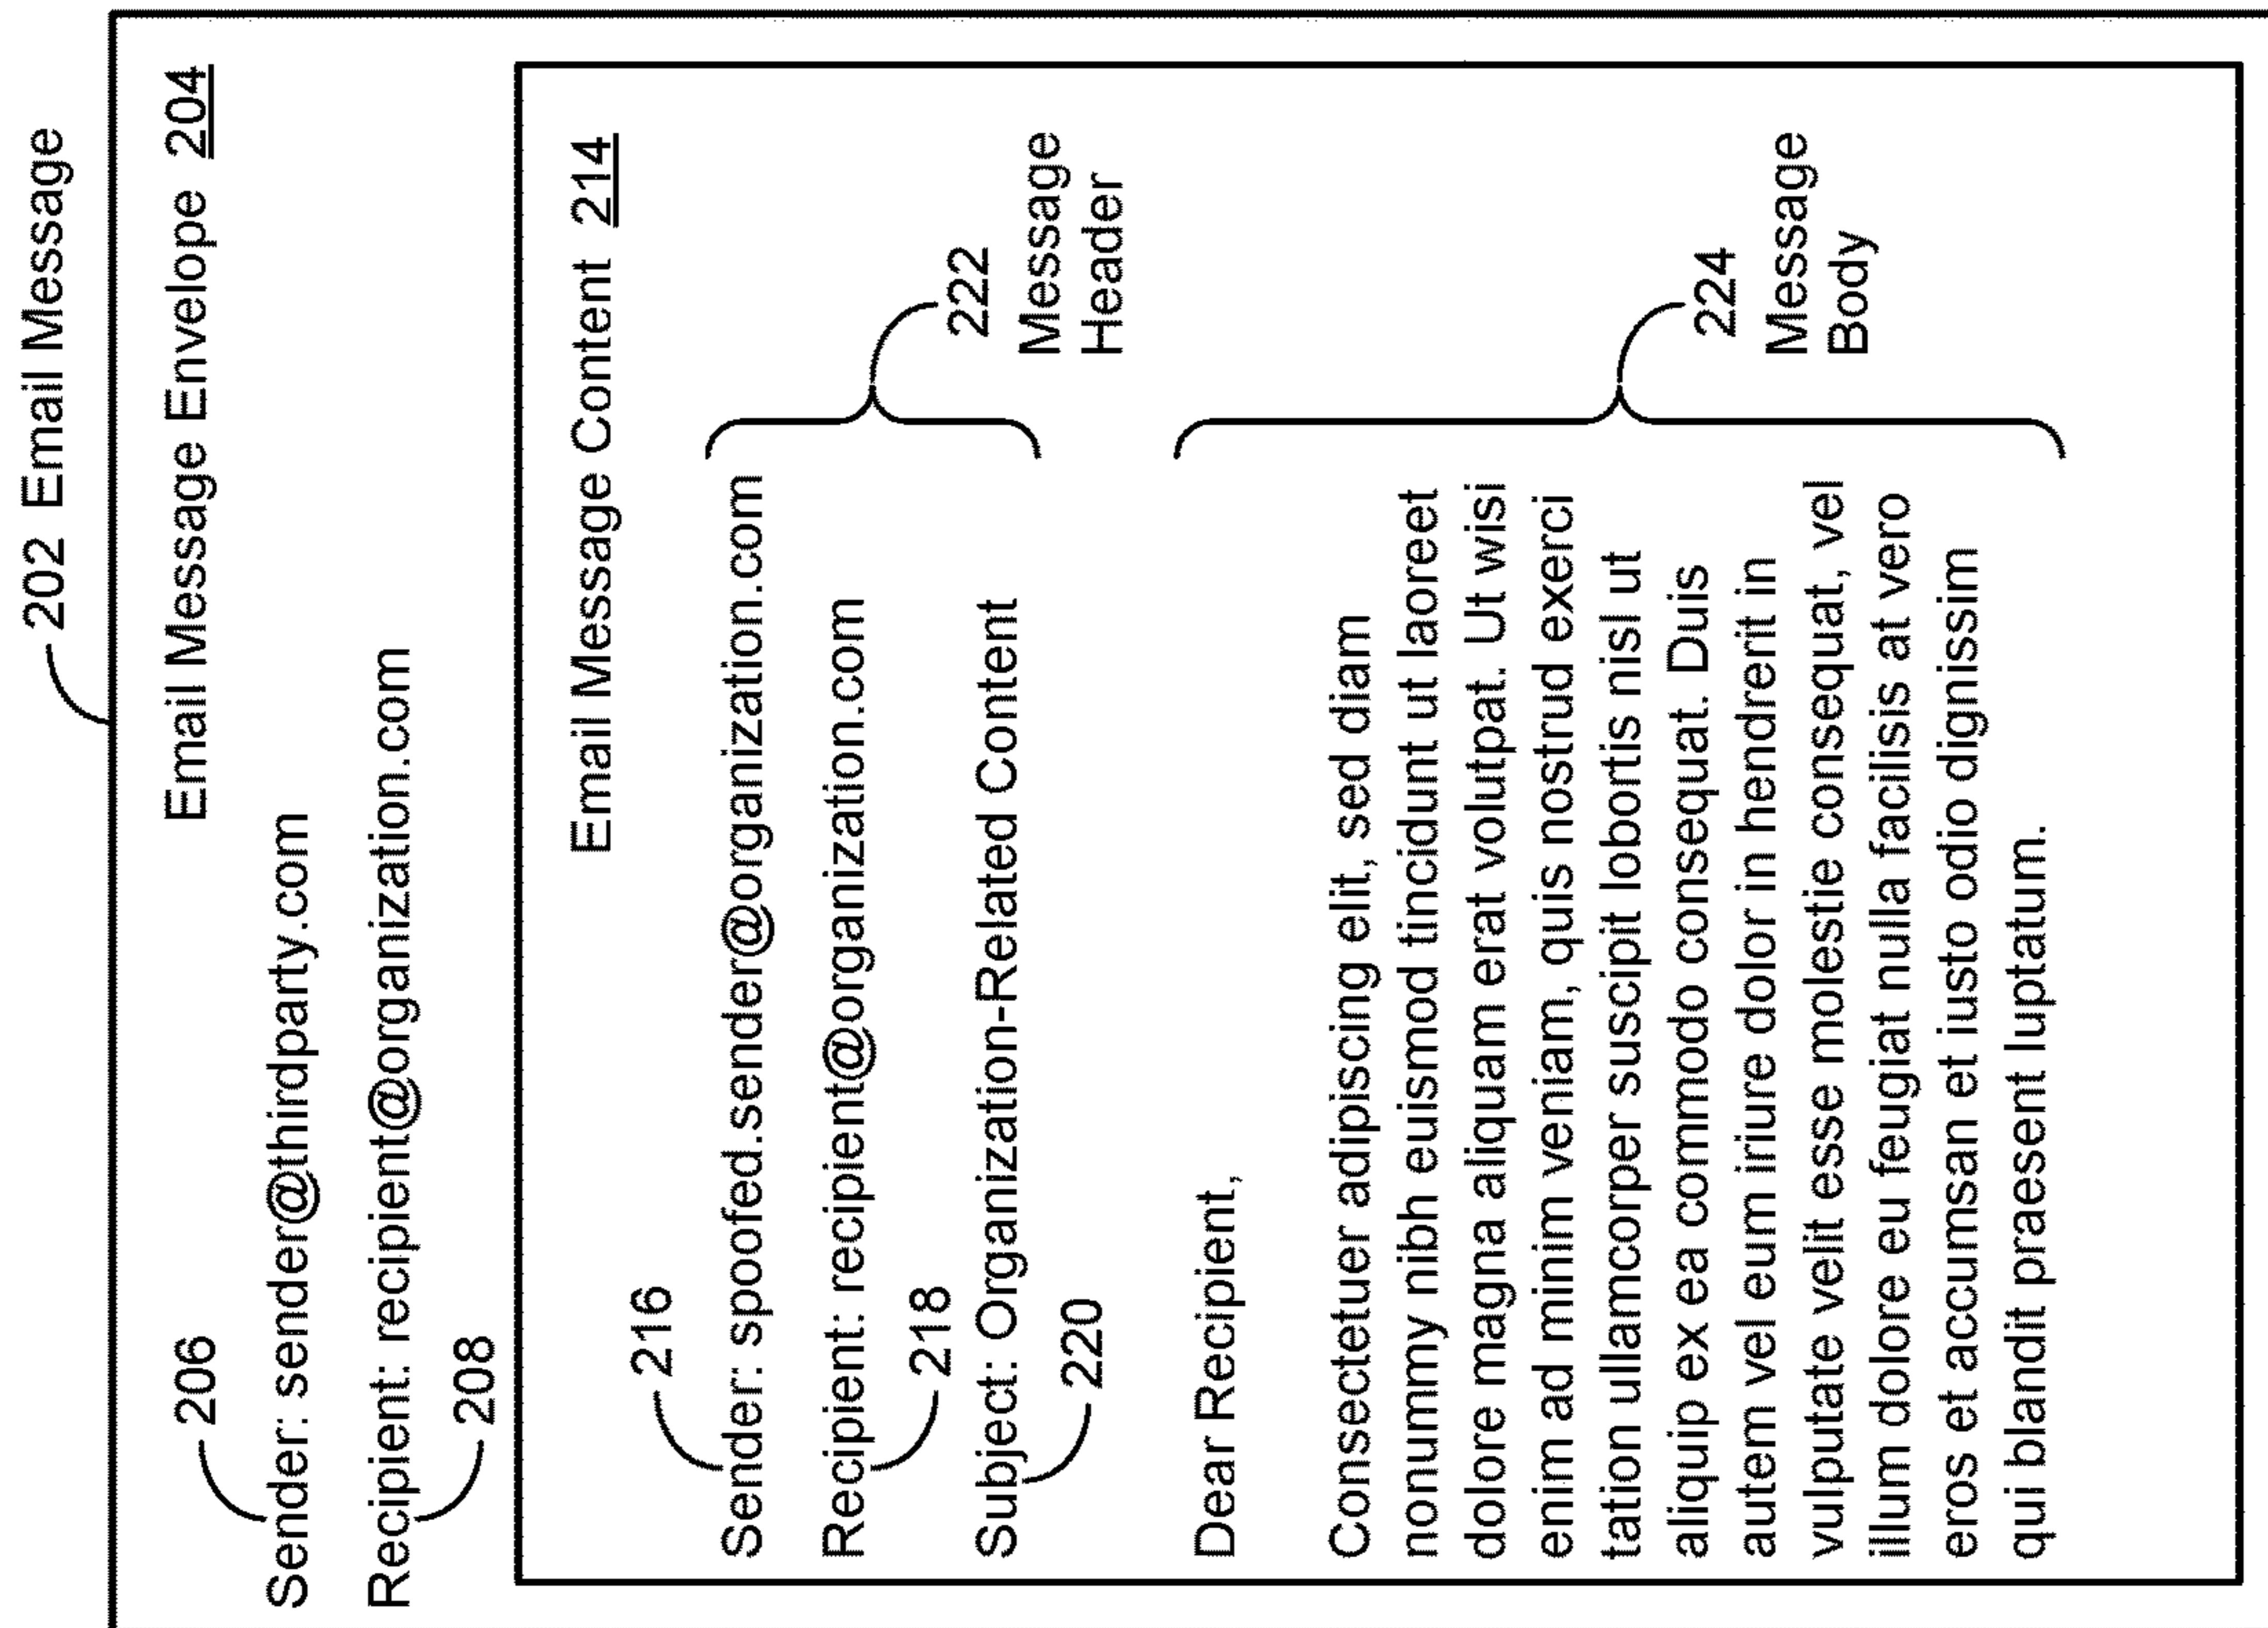 202 Email Message
Email Message Envelope 204
206
Sender: sender@thirdparty.com
Recipient: recipient@organization.com
208
Email Message Content 214
216
Sender: spoofed.sender@organization.com
Recipient: recipient@organization.com
218
Subject: Organization-Related Content
220
222
Message
Header
Dear Recipient,
Consectetuer adipiscing elit, sed diam
nonummy nibh euismod tincidunt ut laoreet
dolore magna aliquam erat volutpat. Ut wisi
enim ad minim veniam, quis nostrud exerci
tation ullamcorper suscipit lobortis nisl ut
aliquip ex ea commodo consequat. Duis
autem vel eum iriure dolor in hendrerit in
vulputate velit esse molestie consequat, vel
illum dolore eu feugiat nulla facilisis at vero
eros et accumsan et iusto odio dignissim
qui blandit praesent luptatum.
224
Message
Body